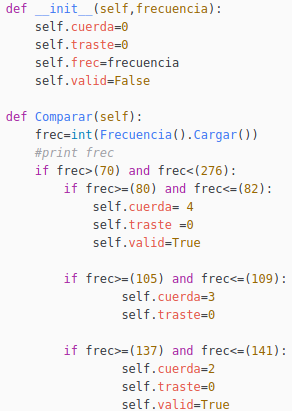 def __init__(self,frecuencia):
    self.cuerda=0
    self.traste=0
    self.frec=frecuencia
    self.valid=False

def Comparar(self):
    frec=int(Frecuencia().Cargar())
    #print frec
    if frec>(70) and frec<(276):
        if frec>=(80) and frec<=(82):
            self.cuerda= 4
            self.traste =0
            self.valid=True

        if frec>=(105) and frec<=(109):
                self.cuerda=3
                self.traste=0

        if frec>=(137) and frec<=(141):
                self.cuerda=2
                self.traste=0
                self.valid=True